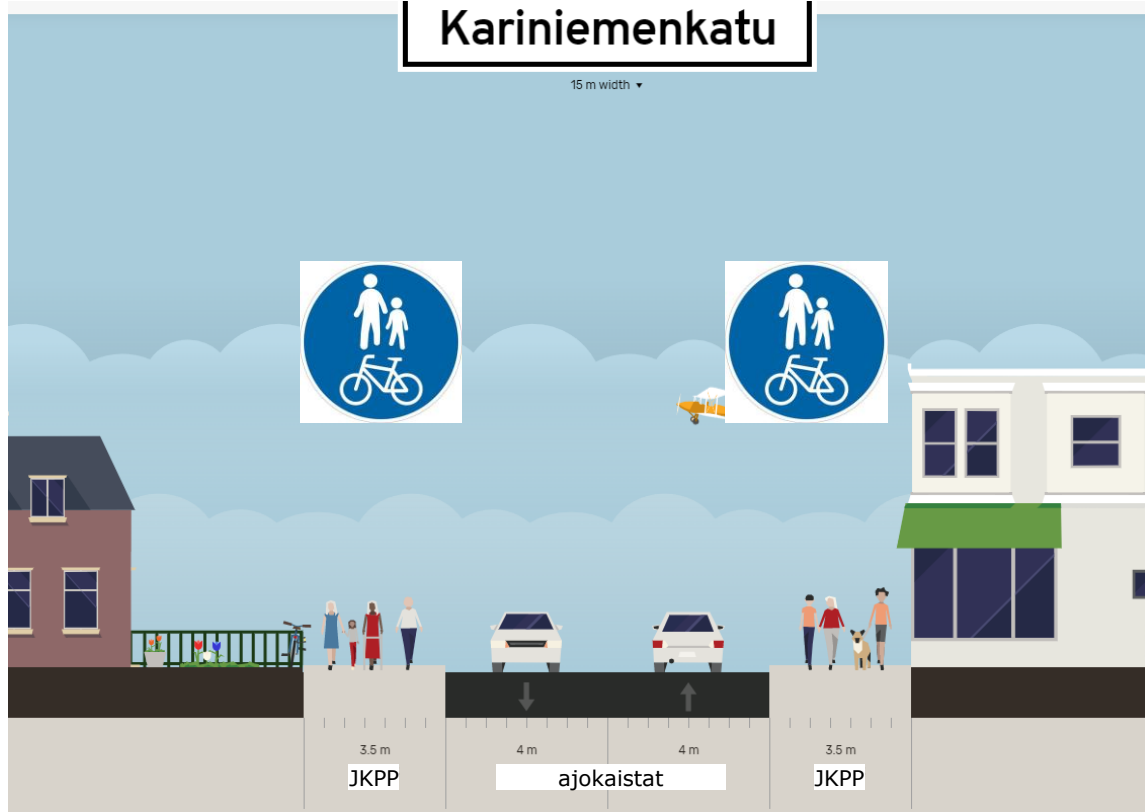 Kariniemenkatu
15 m width
3.5 m
4 m
4 m
3.5 m
JKPP
ajokaistat
JKPP